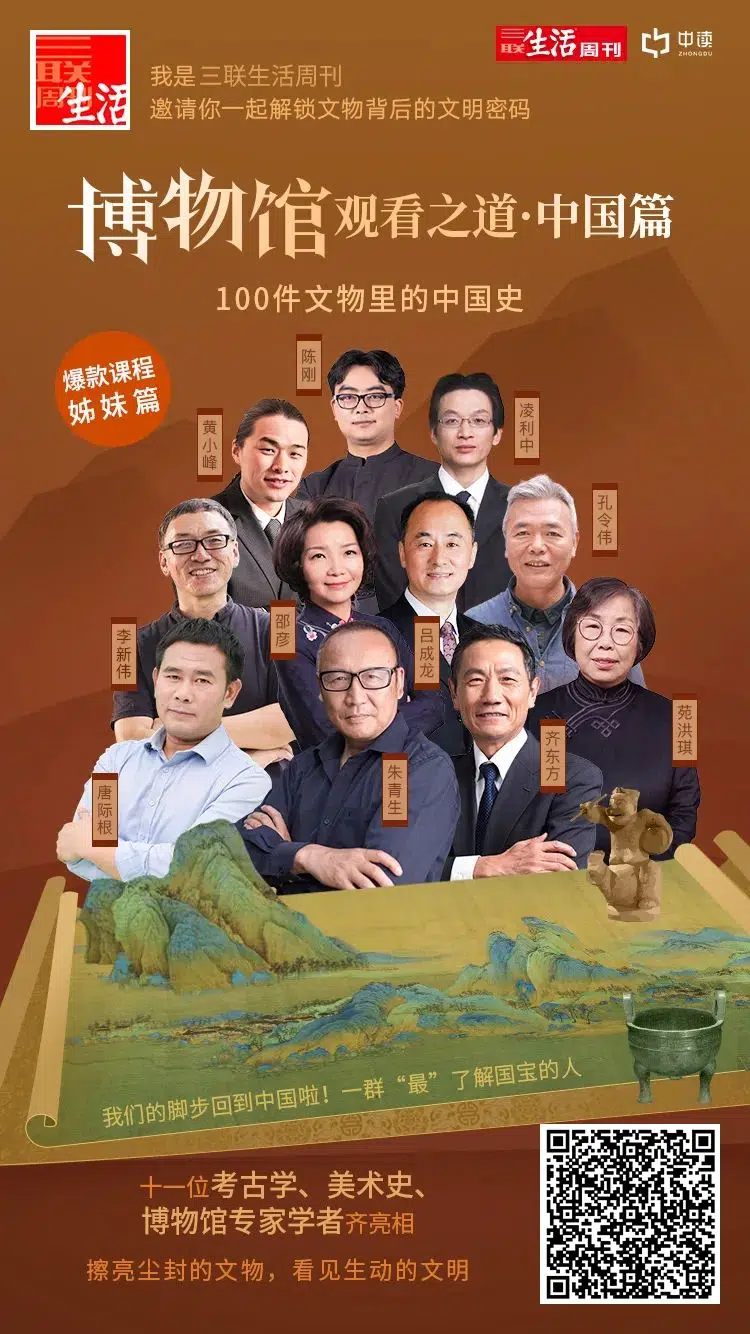 三联
生活
周刊
三联生活周刊
中读
ZHONGDU
我是三联生活周刊
邀请你一起解锁文物背后的文明密码
博物馆观看之道·中国篇
100件文物里的中国史
爆款课程
姊妹篇
陈刚
黄小峰
凌利中
孔令伟
李新伟
邵彦
吕成龙
苑洪琪
唐际根
朱青生
齐东方
我们的脚步回到中国啦！一群“最”了解国宝的人
十一位考古学、美术史、
博物馆专家学者齐亮相
擦亮尘封的文物，看见生动的文明